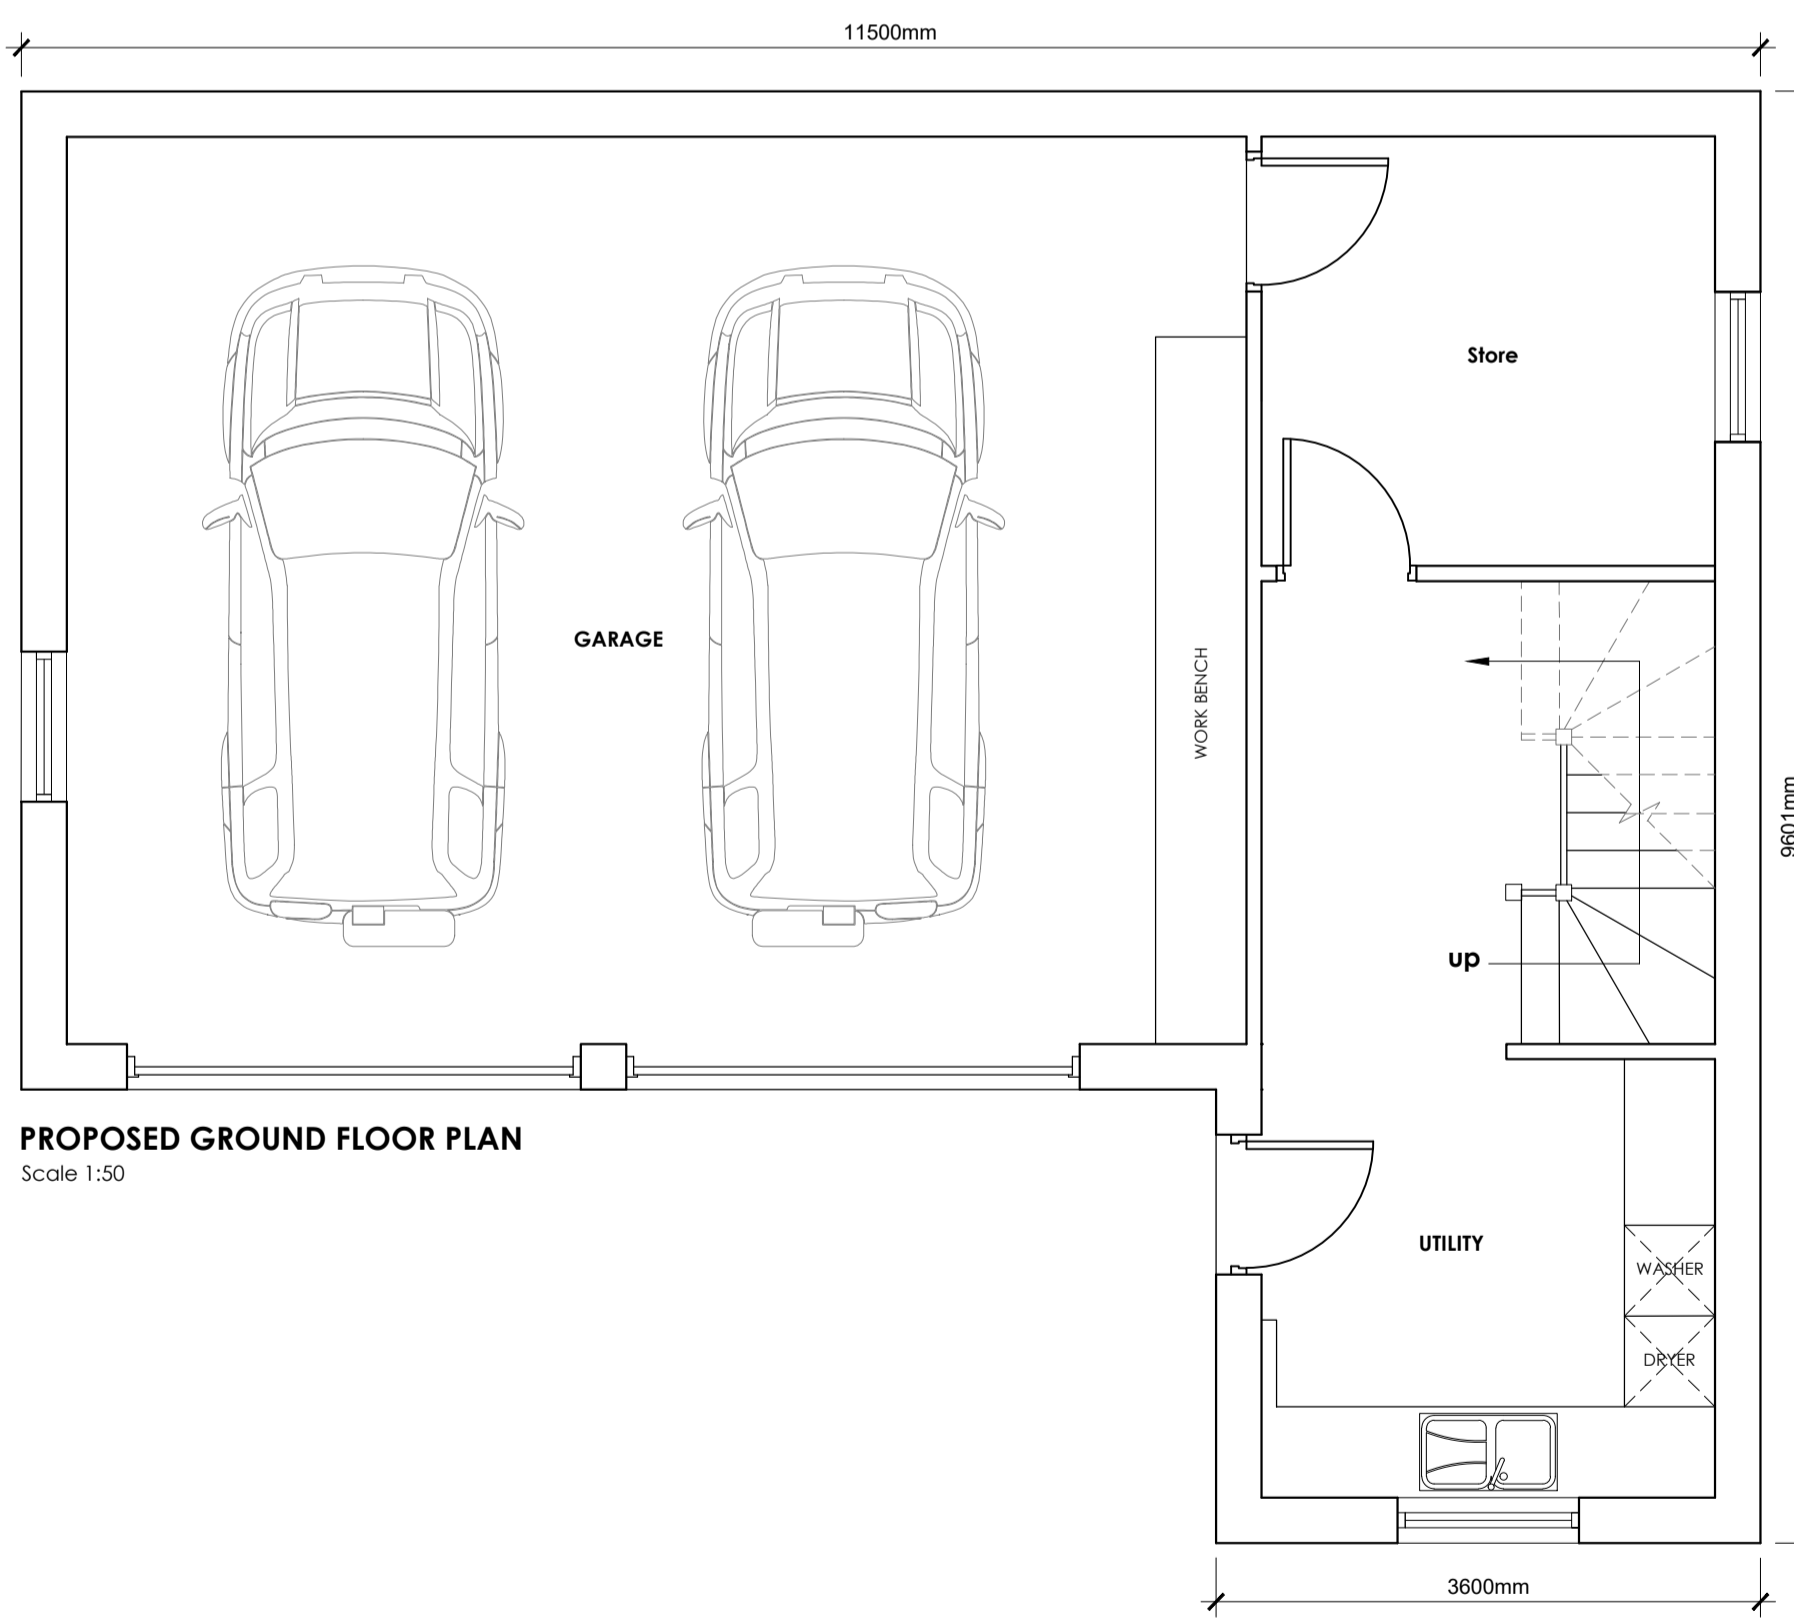 11500mm
Store
GARAGE
WORK BENCH
9601mm
up
PROPOSED GROUND FLOOR PLAN
Scale 1:50
UTILITY
WASHER
DRYER
3600mm